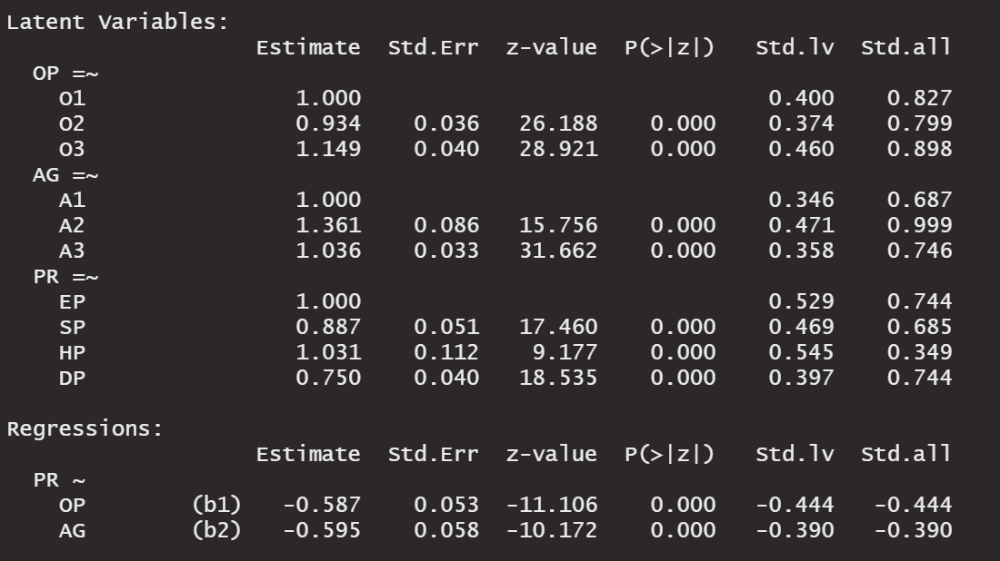 Latent Variables:
                   Estimate  Std.Err  z-value  P(>|z|)   Std.lv  Std.all
  OP =~
    O1                1.000                               0.400    0.827
    O2                0.934    0.036   26.188    0.000    0.374    0.799
    O3                1.149    0.040   28.921    0.000    0.460    0.898
  AG =~
    A1                1.000                               0.346    0.687
    A2                1.361    0.086   15.756    0.000    0.471    0.999
    A3                1.036    0.033   31.662    0.000    0.358    0.746
  PR =~
    EP                1.000                               0.529    0.744
    SP                0.887    0.051   17.460    0.000    0.469    0.685
    HP                1.031    0.112    9.177    0.000    0.545    0.349
    DP                0.750    0.040   18.535    0.000    0.397    0.744
Regressions:
                   Estimate  Std.Err  z-value  P(>|z|)   Std.lv  Std.all
  PR ~
    OP        (b1)   -0.587    0.053  -11.106    0.000   -0.444   -0.444
    AG        (b2)   -0.595    0.058  -10.172    0.000   -0.390   -0.390